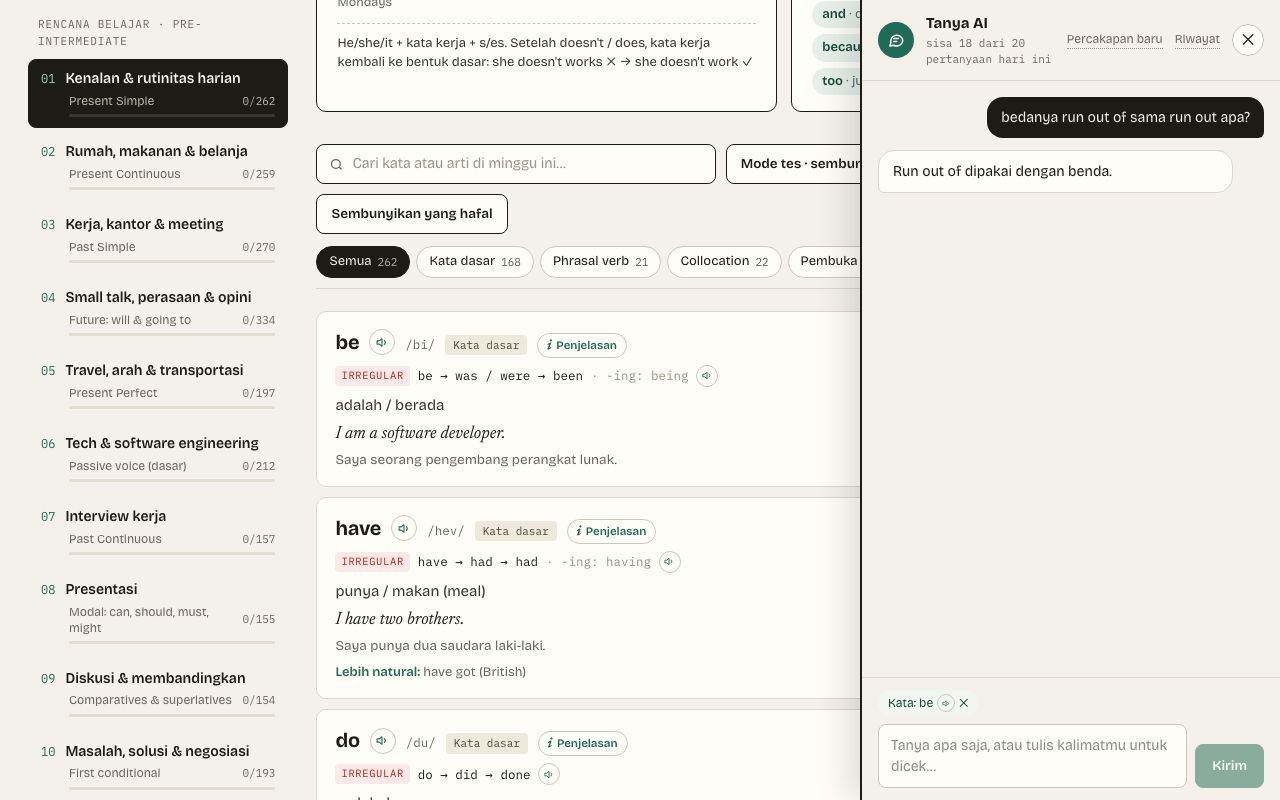 RENCANA BELAJAR · PRE-
INTERMEDIATE
01 Kenalan & rutinitas harian
Present Simple 0/262
02 Rumah, makanan & belanja
Present Continuous 0/259
03 Kerja, kantor & meeting
Past Simple 0/270
04 Small talk, perasaan & opini
Future: will & going to 0/334
05 Travel, arah & transportasi
Present Perfect 0/197
06 Tech & software engineering
Passive voice (dasar) 0/212
07 Interview kerja
Past Continuous 0/157
08 Presentasi
Modal: can, should, must,
might 0/155
09 Diskusi & membandingkan
Comparatives & superlatives 0/154
10 Masalah, solusi & negosiasi
First conditional 0/193
Mondays
He/she/it + kata kerja + s/es. Setelah doesn't / does, kata kerja
kembali ke bentuk dasar: she doesn't works ✕ → she doesn't work ✓
and ·
becau
too · ju
Cari kata atau arti di minggu ini...
Mode tes · sembun
Sembunyikan yang hafal
Semua 262
Kata dasar 168
Phrasal verb 21
Collocation 22
Pembuka
be /bi/ Kata dasar i Penjelasan
IRREGULAR be → was / were → been · -ing: being
adalah / berada
I am a software developer.
Saya seorang pengembang perangkat lunak.
have /hev/ Kata dasar i Penjelasan
IRREGULAR have → had → had · -ing: having
punya / makan (meal)
I have two brothers.
Saya punya dua saudara laki-laki.
Lebih natural: have got (British)
do /du/ Kata dasar i Penjelasan
IRREGULAR do → did → done
Tanya AI
sisa 18 dari 20
pertanyaan hari ini
Percakapan baru
Riwayat
bedanya run out of sama run out apa?
Run out of dipakai dengan benda.
Kata: be
Tanya apa saja, atau tulis kalimatmu untuk
dicek...
Kirim